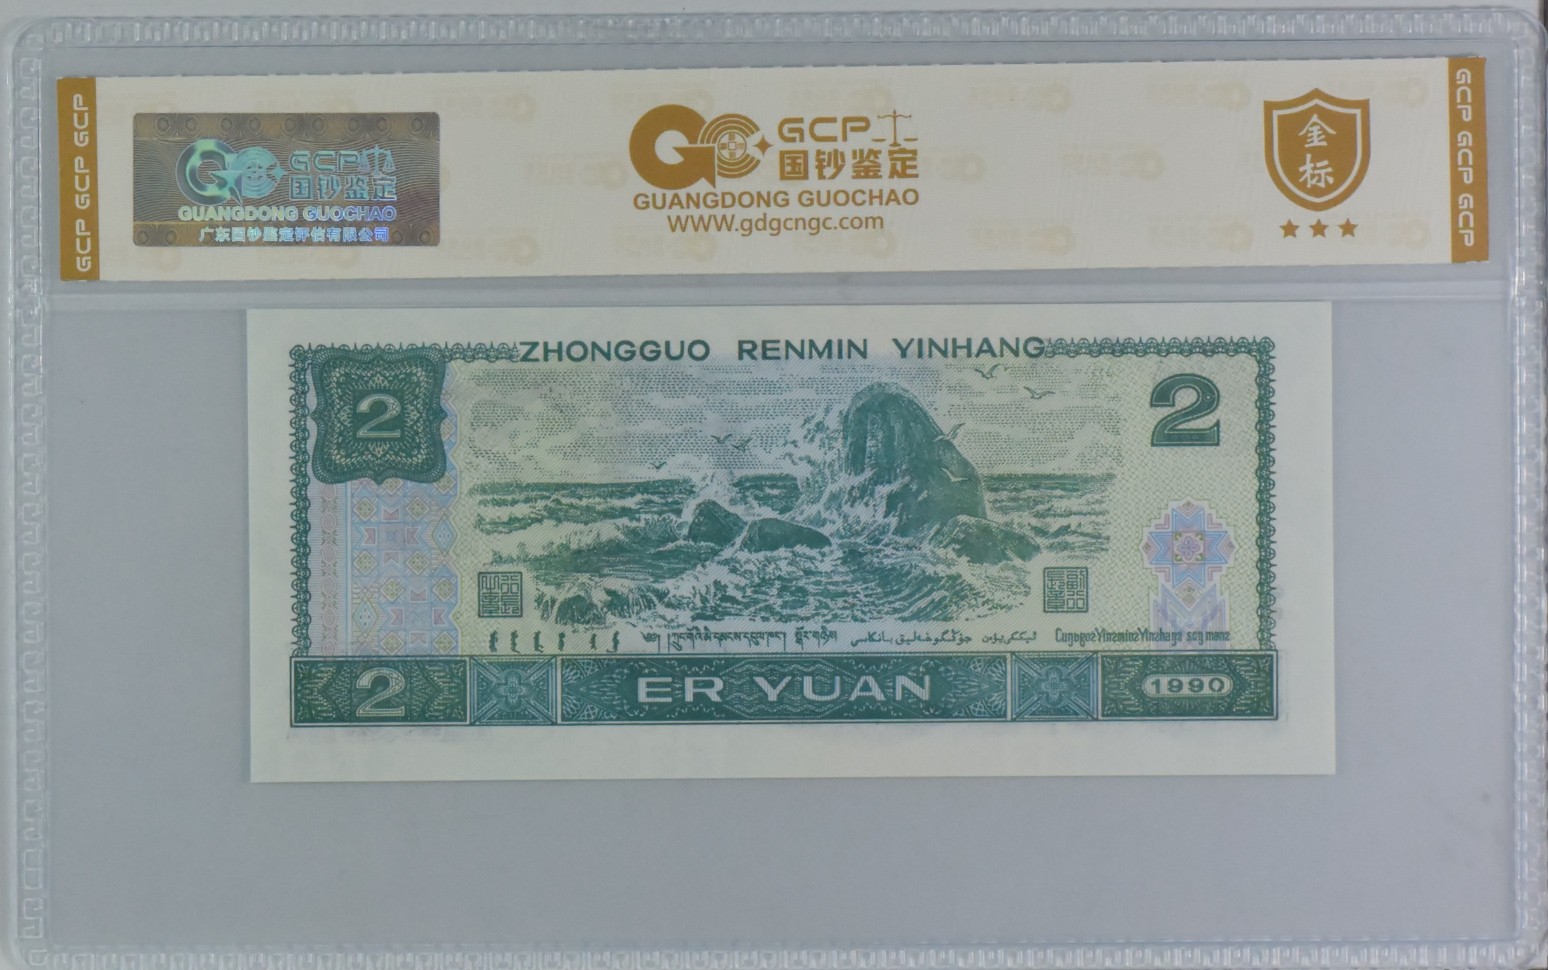 GCP GCP GCP
GCP
国钞鉴定
GUANGDONG GUOCHAO
广东国钞鉴定评估有限公司
GCP
国钞鉴定
GUANGDONG GUOCHAO
WWW.gdgcngc.com
金
标
GCP GCP GCP
ZHONGGUO RENMIN YINHANG
2
2
2
ER YUAN
1990